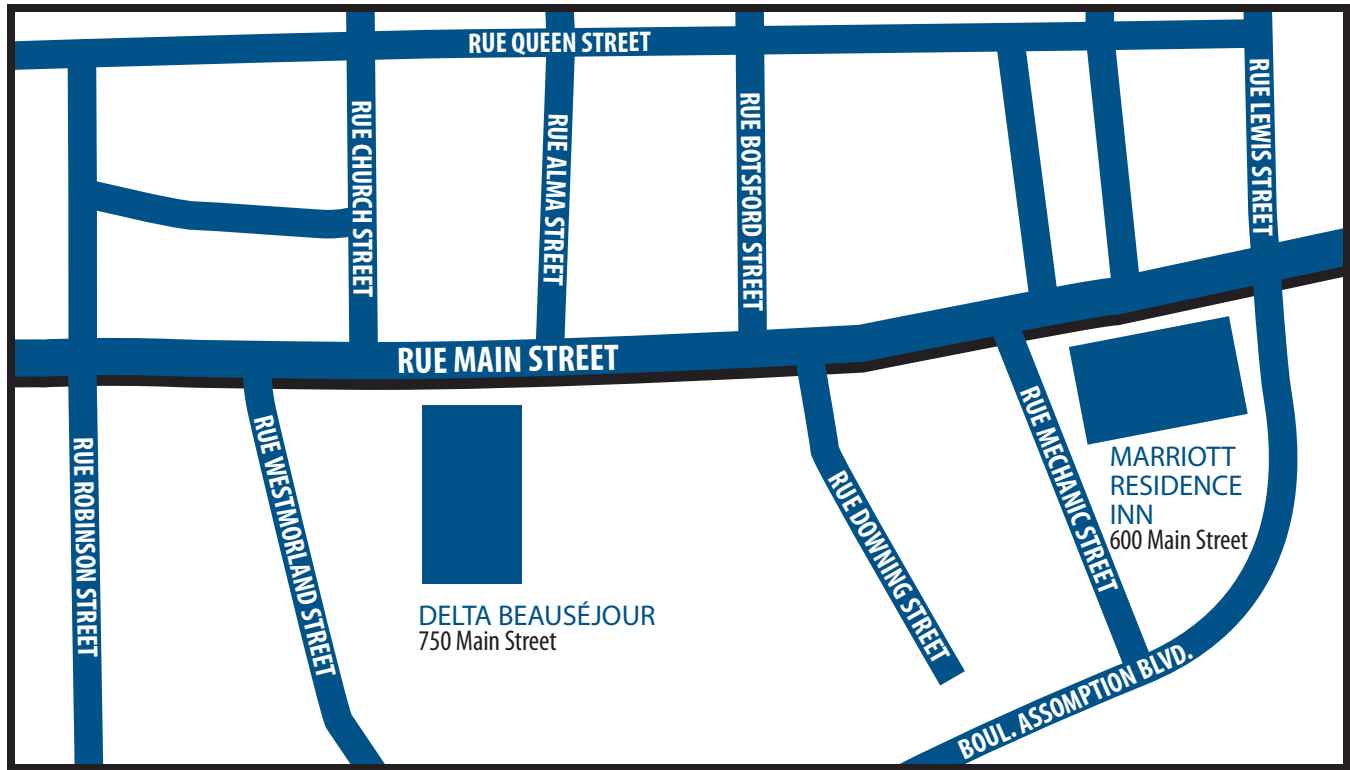 RUE QUEEN STREET
RUE CHURCH STREET
RUE ALMA STREET
RUE BOTSFORD STREET
RUE LEWIS STREET
RUE MAIN STREET
RUE ROBINSON STREET
RUE WESTMORLAND STREET
DELTA BEAUSÉJOUR
750 Main Street
RUE DOWNING STREET
RUE MECHANIC STREET
MARRIOTT
RESIDENCE
INN
600 Main Street
BOUL. ASSOMPTION BLVD.